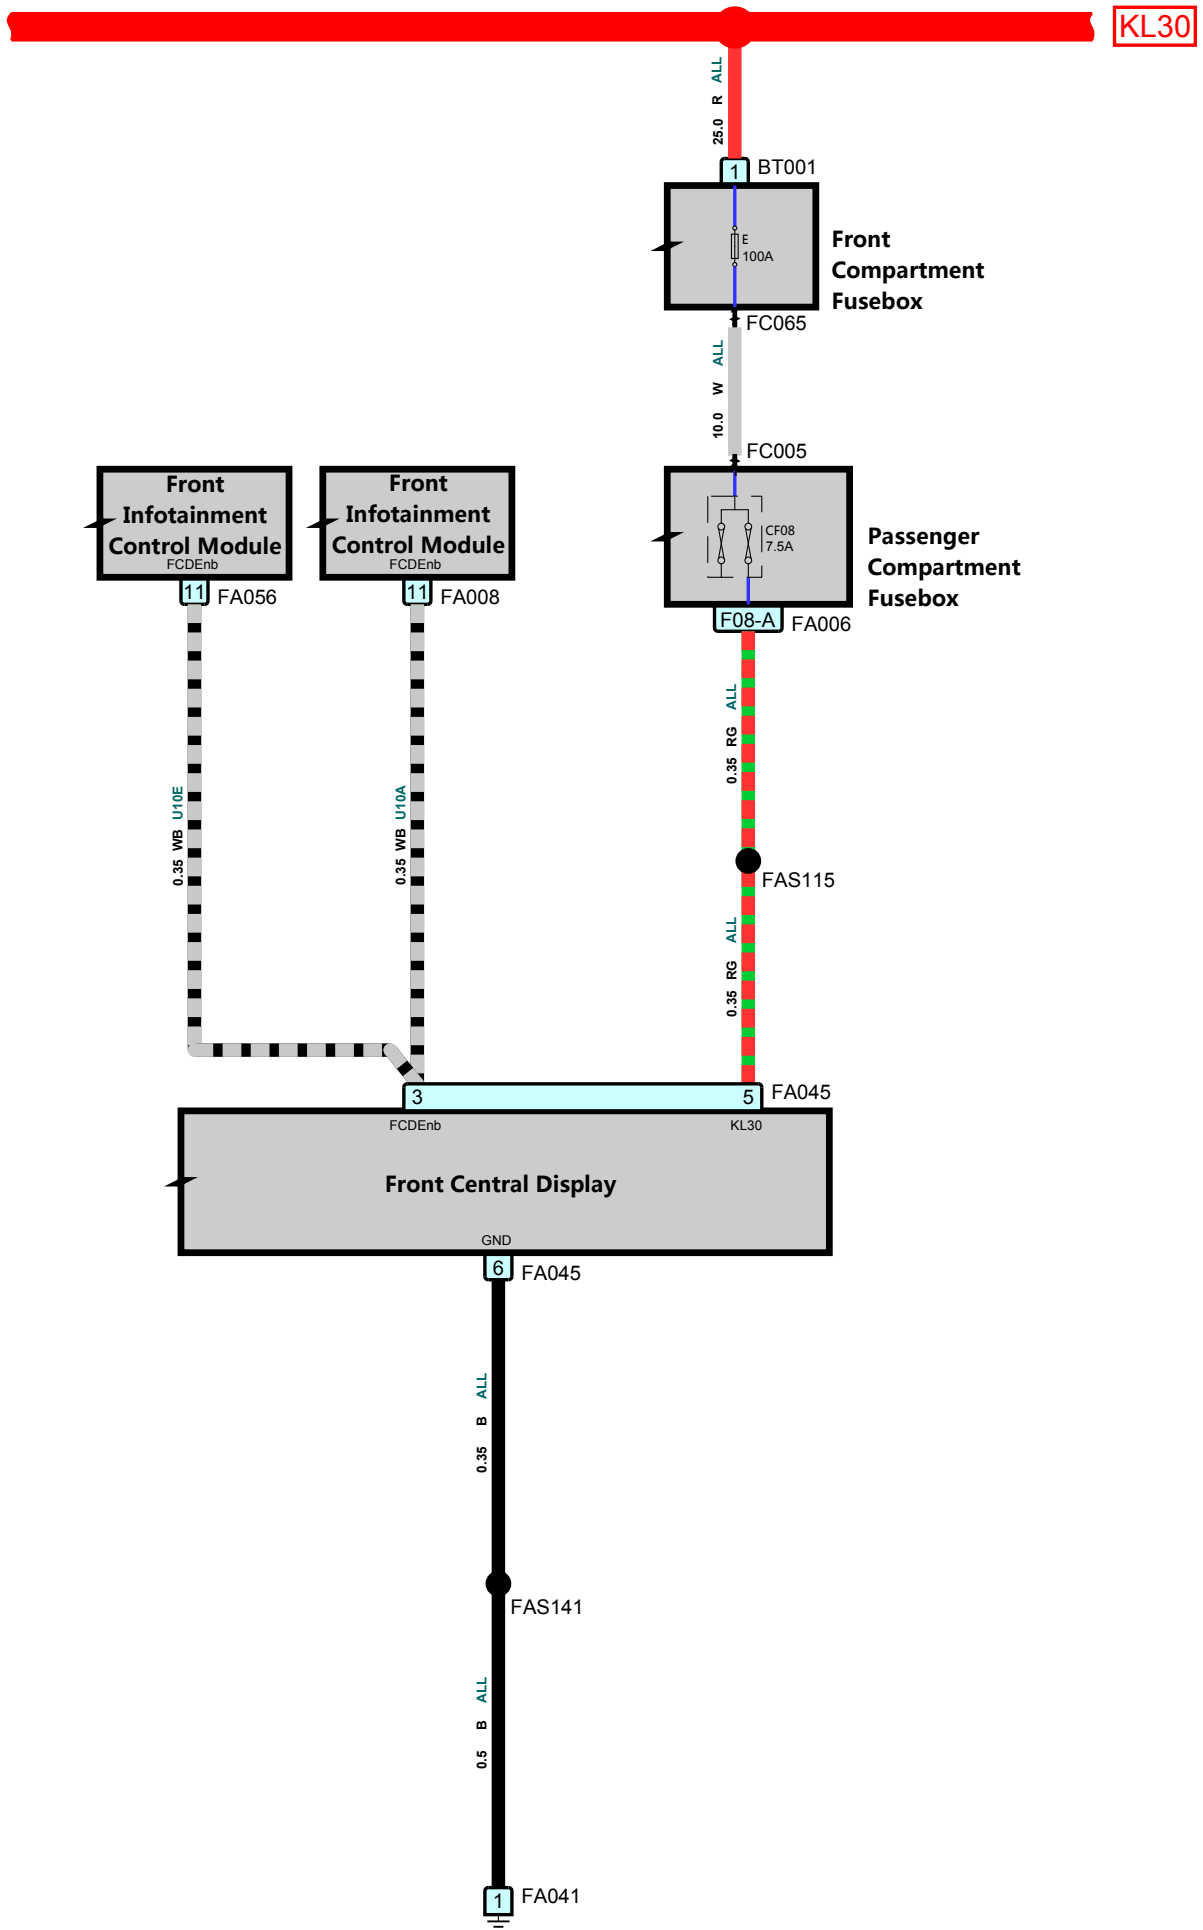 KL30
25.0 R ALL
1
BT001
E
100A
Front
Compartment
Fusebox
FC065
10.0 W ALL
FC005
Front
Infotainment
Control Module
FCDEnb
11
FA056
Front
Infotainment
Control Module
FCDEnb
11
FA008
CF08
7.5A
Passenger
Compartment
Fusebox
F08-A
FA006
0.35 RG ALL
0.35 WB U10E
0.35 WB U10A
FAS115
0.35 RG ALL
3
5
FA045
FCDEnb
KL30
Front Central Display
GND
6
FA045
0.35 B ALL
FAS141
0.5 B ALL
1
FA041